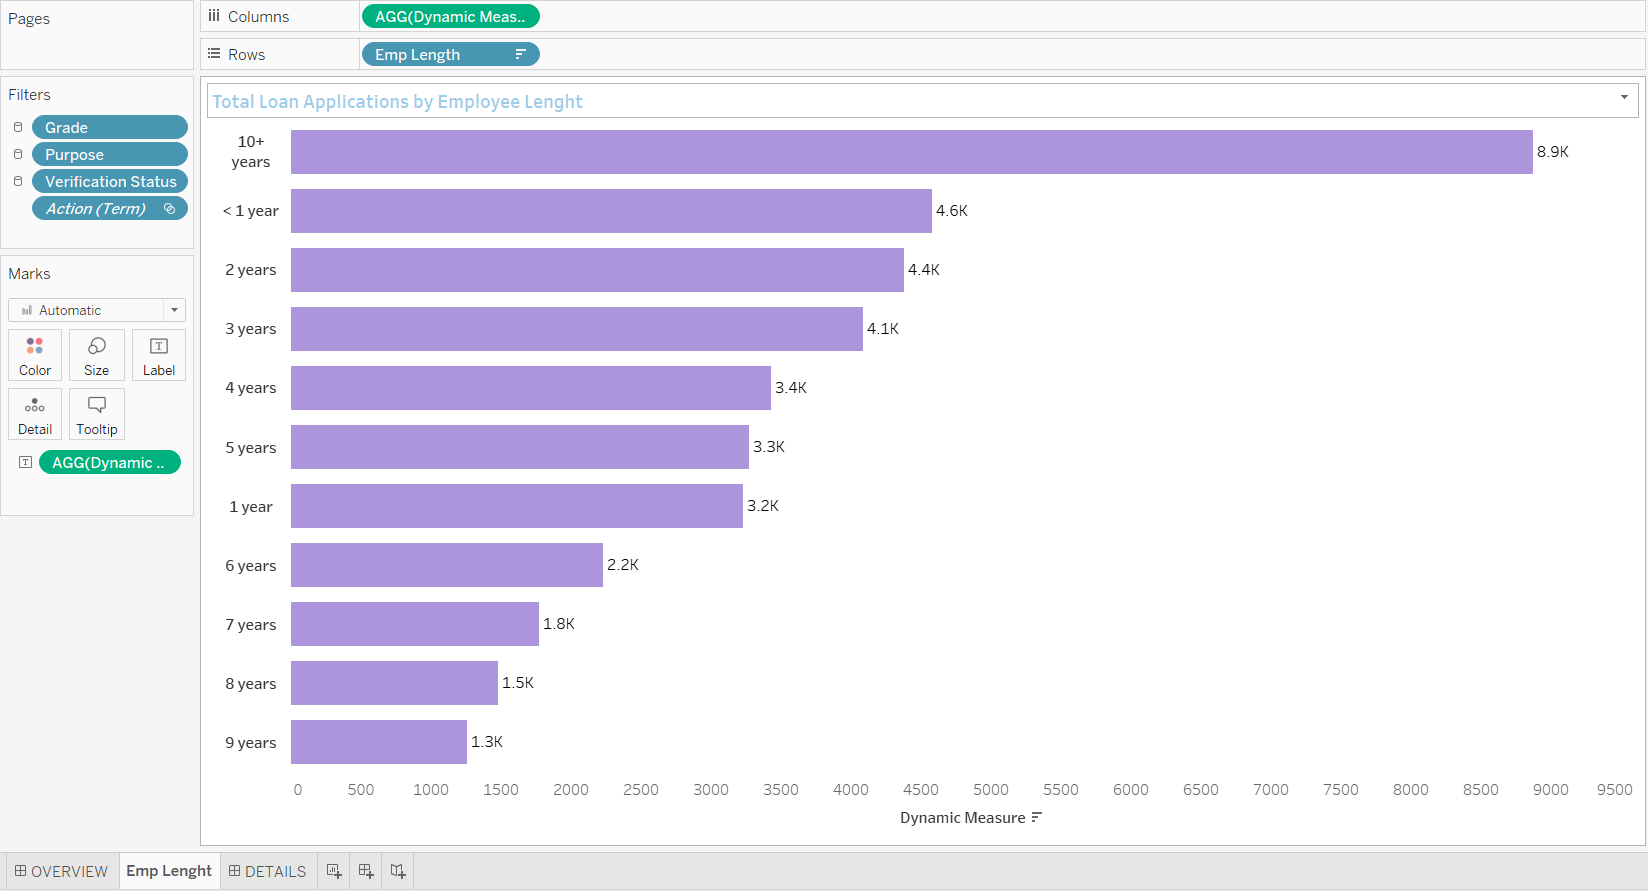 Pages
Columns
AGG(Dynamic Meas..
Rows
Emp Length
Filters
Grade
Purpose
Verification Status
Action (Term)
Marks
Automatic
Color
Size
Label
Detail
Tooltip
AGG(Dynamic ..
Total Loan Applications by Employee Lenght
10+
years
8.9K
< 1 year
4.6K
2 years
4.4K
3 years
4.1K
4 years
3.4K
5 years
3.3K
1 year
3.2K
6 years
2.2K
7 years
1.8K
8 years
1.5K
9 years
1.3K
0 500 1000 1500 2000 2500 3000 3500 4000 4500 5000 5500 6000 6500 7000 7500 8000 8500 9000 9500
Dynamic Measure
OVERVIEW
Emp Lenght
DETAILS